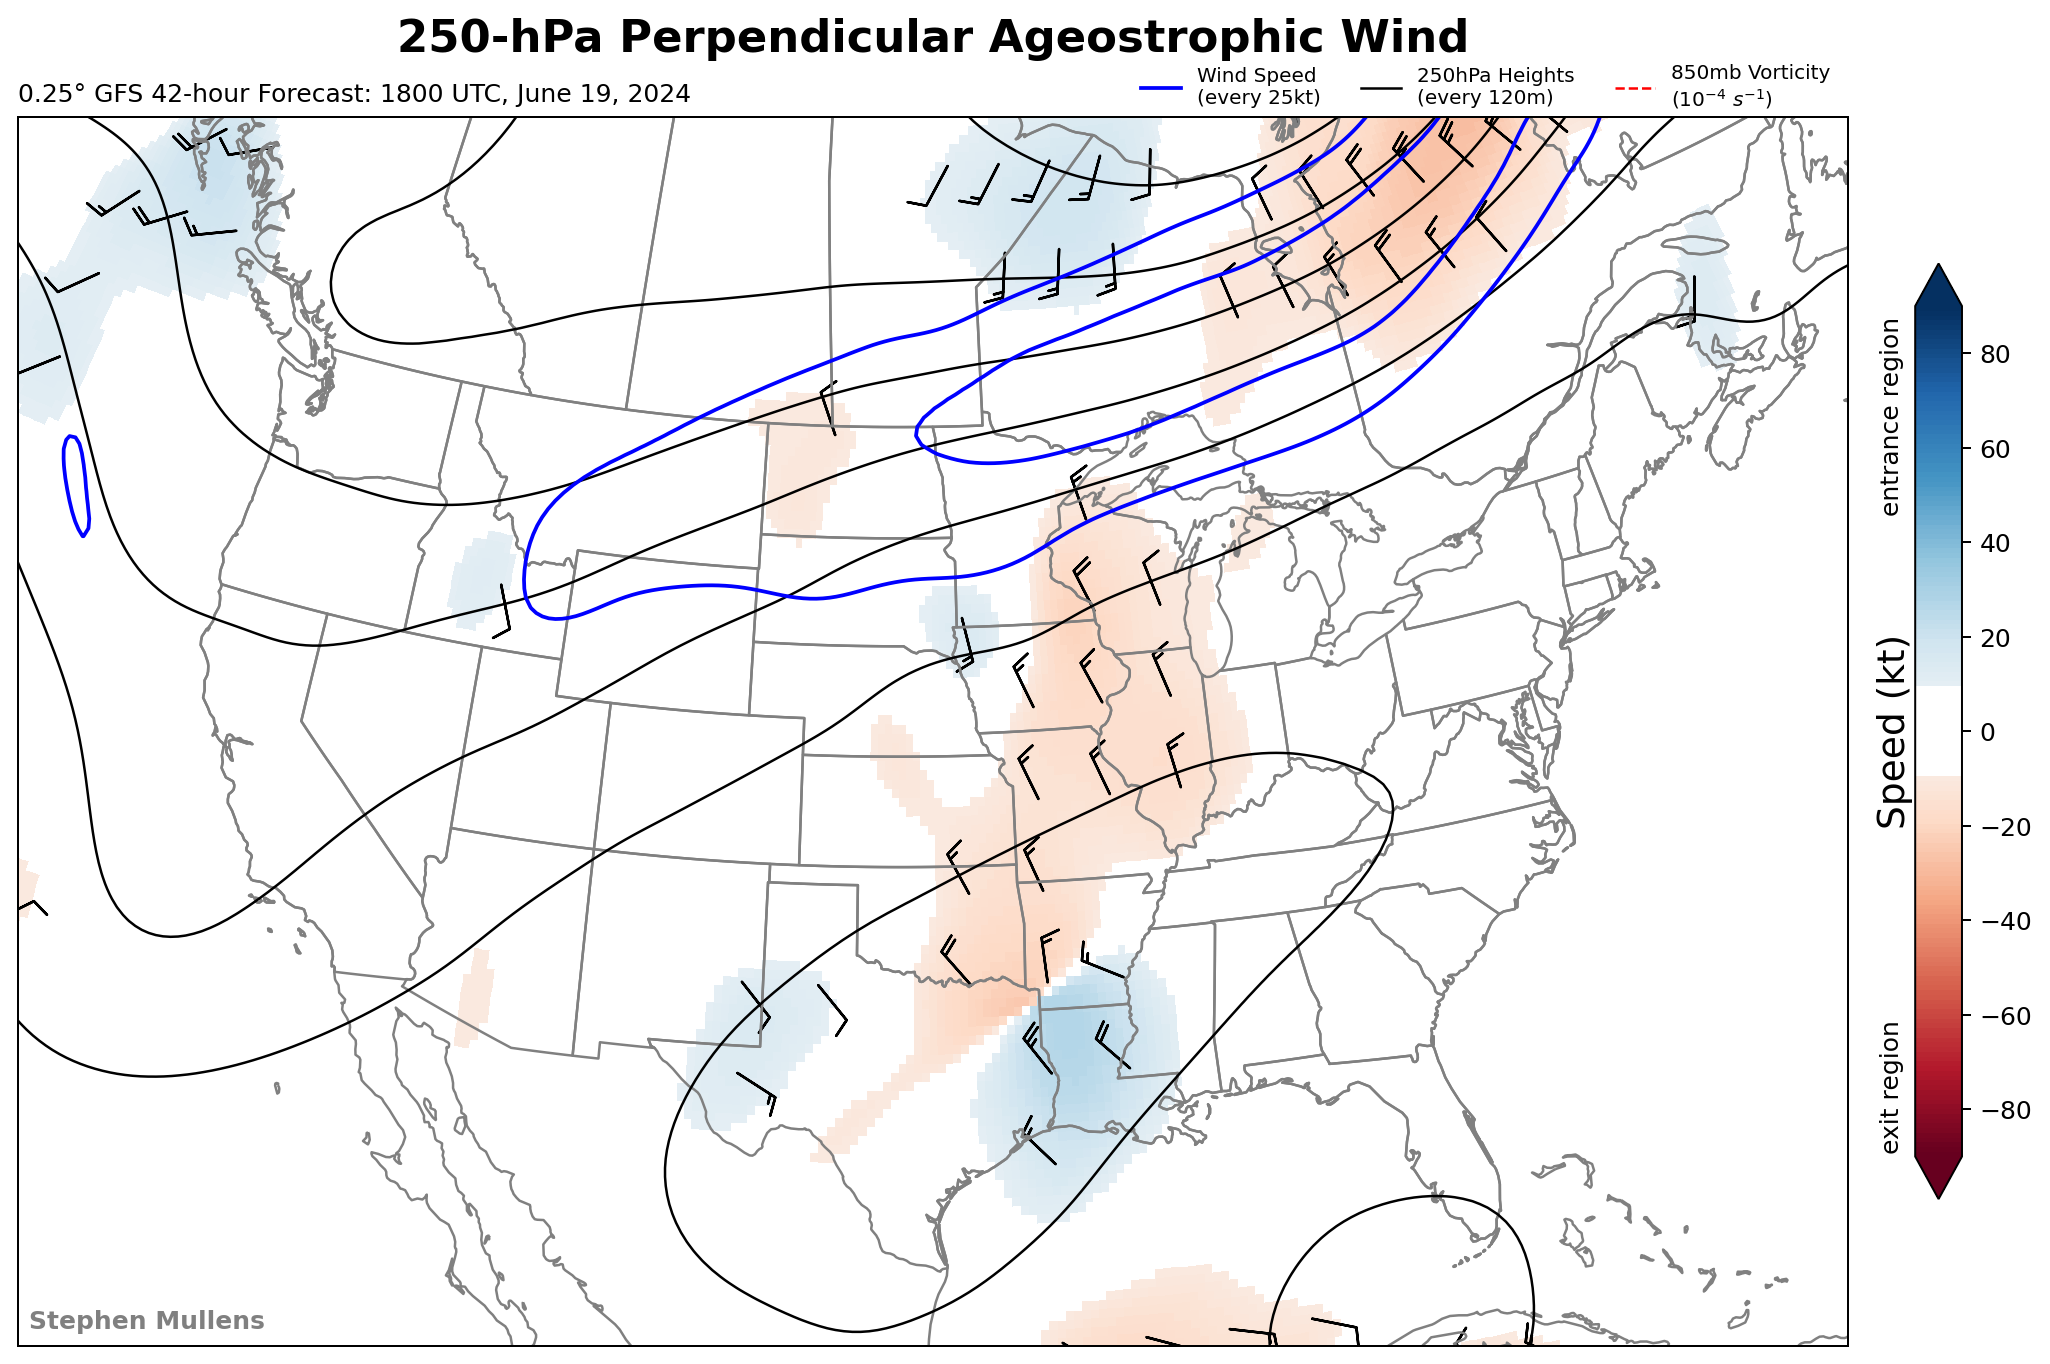 250-hPa Perpendicular Ageostrophic Wind
0.25° GFS 42-hour Forecast: 1800 UTC, June 19, 2024
Wind Speed
(every 25kt)
250hPa Heights
(every 120m)
850mb Vorticity
(10⁻⁴ s⁻¹)
entrance region
Speed (kt)
exit region
80
60
40
20
0
−20
−40
−60
−80
Stephen Mullens